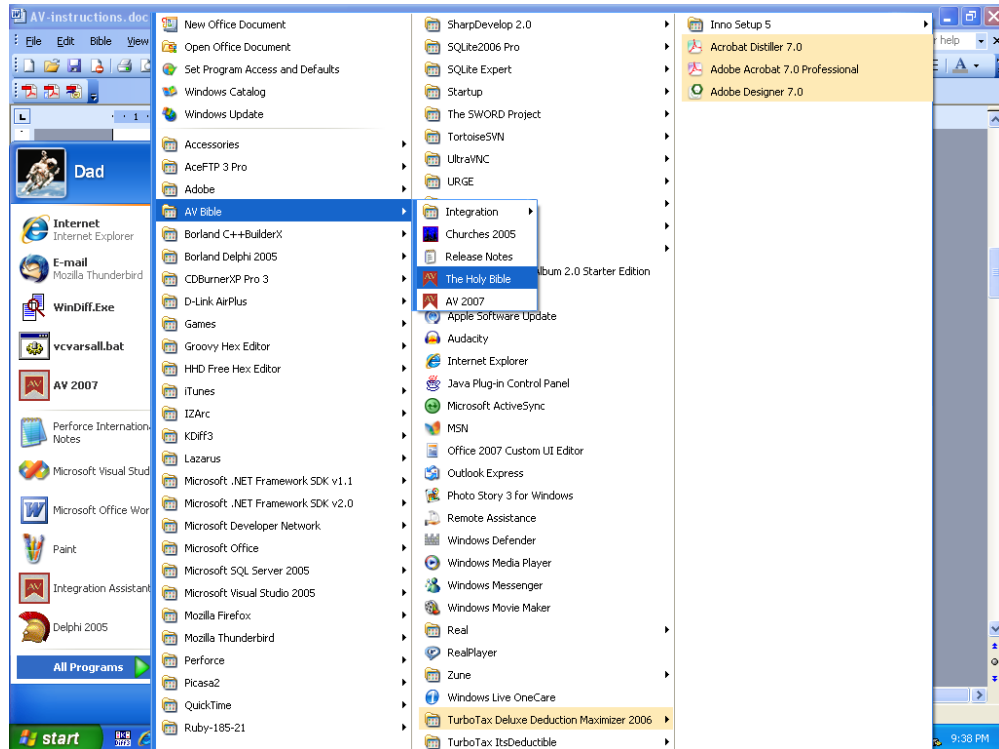 AV-instructions.doc
File Edit Bible View
r help
A
L
1
Dad
Internet
Internet Explorer
E-mail
Mozilla Thunderbird
WinDiff.Exe
vcvarsall.bat
AV 2007
Perforce Internation
Notes
Microsoft Visual Stud
Microsoft Office Wor
Paint
Integration Assistant
Delphi 2005
All Programs
start
New Office Document
Open Office Document
Set Program Access and Defaults
Windows Catalog
Windows Update
Accessories
AceFTP 3 Pro
Adobe
AV Bible
Borland C++BuilderX
Borland Delphi 2005
CDBurnerXP Pro 3
D-Link AirPlus
Games
Groovy Hex Editor
HHD Free Hex Editor
iTunes
IZArc
KDiff3
Lazarus
Microsoft .NET Framework SDK v1.1
Microsoft .NET Framework SDK v2.0
Microsoft Developer Network
Microsoft Office
Microsoft SQL Server 2005
Microsoft Visual Studio 2005
Mozilla Firefox
Mozilla Thunderbird
Perforce
Picasa2
QuickTime
Ruby-185-21
SharpDevelop 2.0
SQLite2006 Pro
SQLite Expert
Startup
The SWORD Project
TortoiseSVN
UltraVNC
URGE
Integration
Churches 2005
Release Notes
The Holy Bible
AV 2007
lbum 2.0 Starter Edition
Apple Software Update
Audacity
Internet Explorer
Java Plug-in Control Panel
Microsoft ActiveSync
MSN
Office 2007 Custom UI Editor
Outlook Express
Photo Story 3 for Windows
Remote Assistance
Windows Defender
Windows Media Player
Windows Messenger
Windows Movie Maker
Real
RealPlayer
Zune
Windows Live OneCare
TurboTax Deluxe Deduction Maximizer 2006
TurboTax ItsDeductible
Inno Setup 5
Acrobat Distiller 7.0
Adobe Acrobat 7.0 Professional
Adobe Designer 7.0
9:38 PM